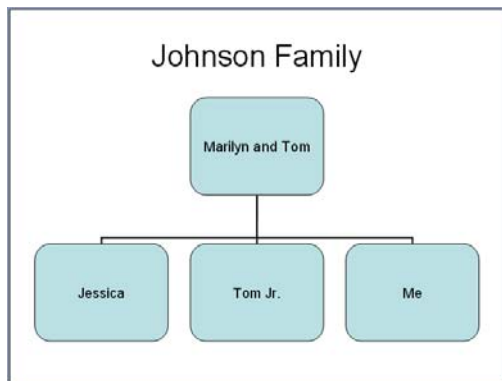 Johnson Family
Marilyn and Tom
Jessica
Tom Jr.
Me